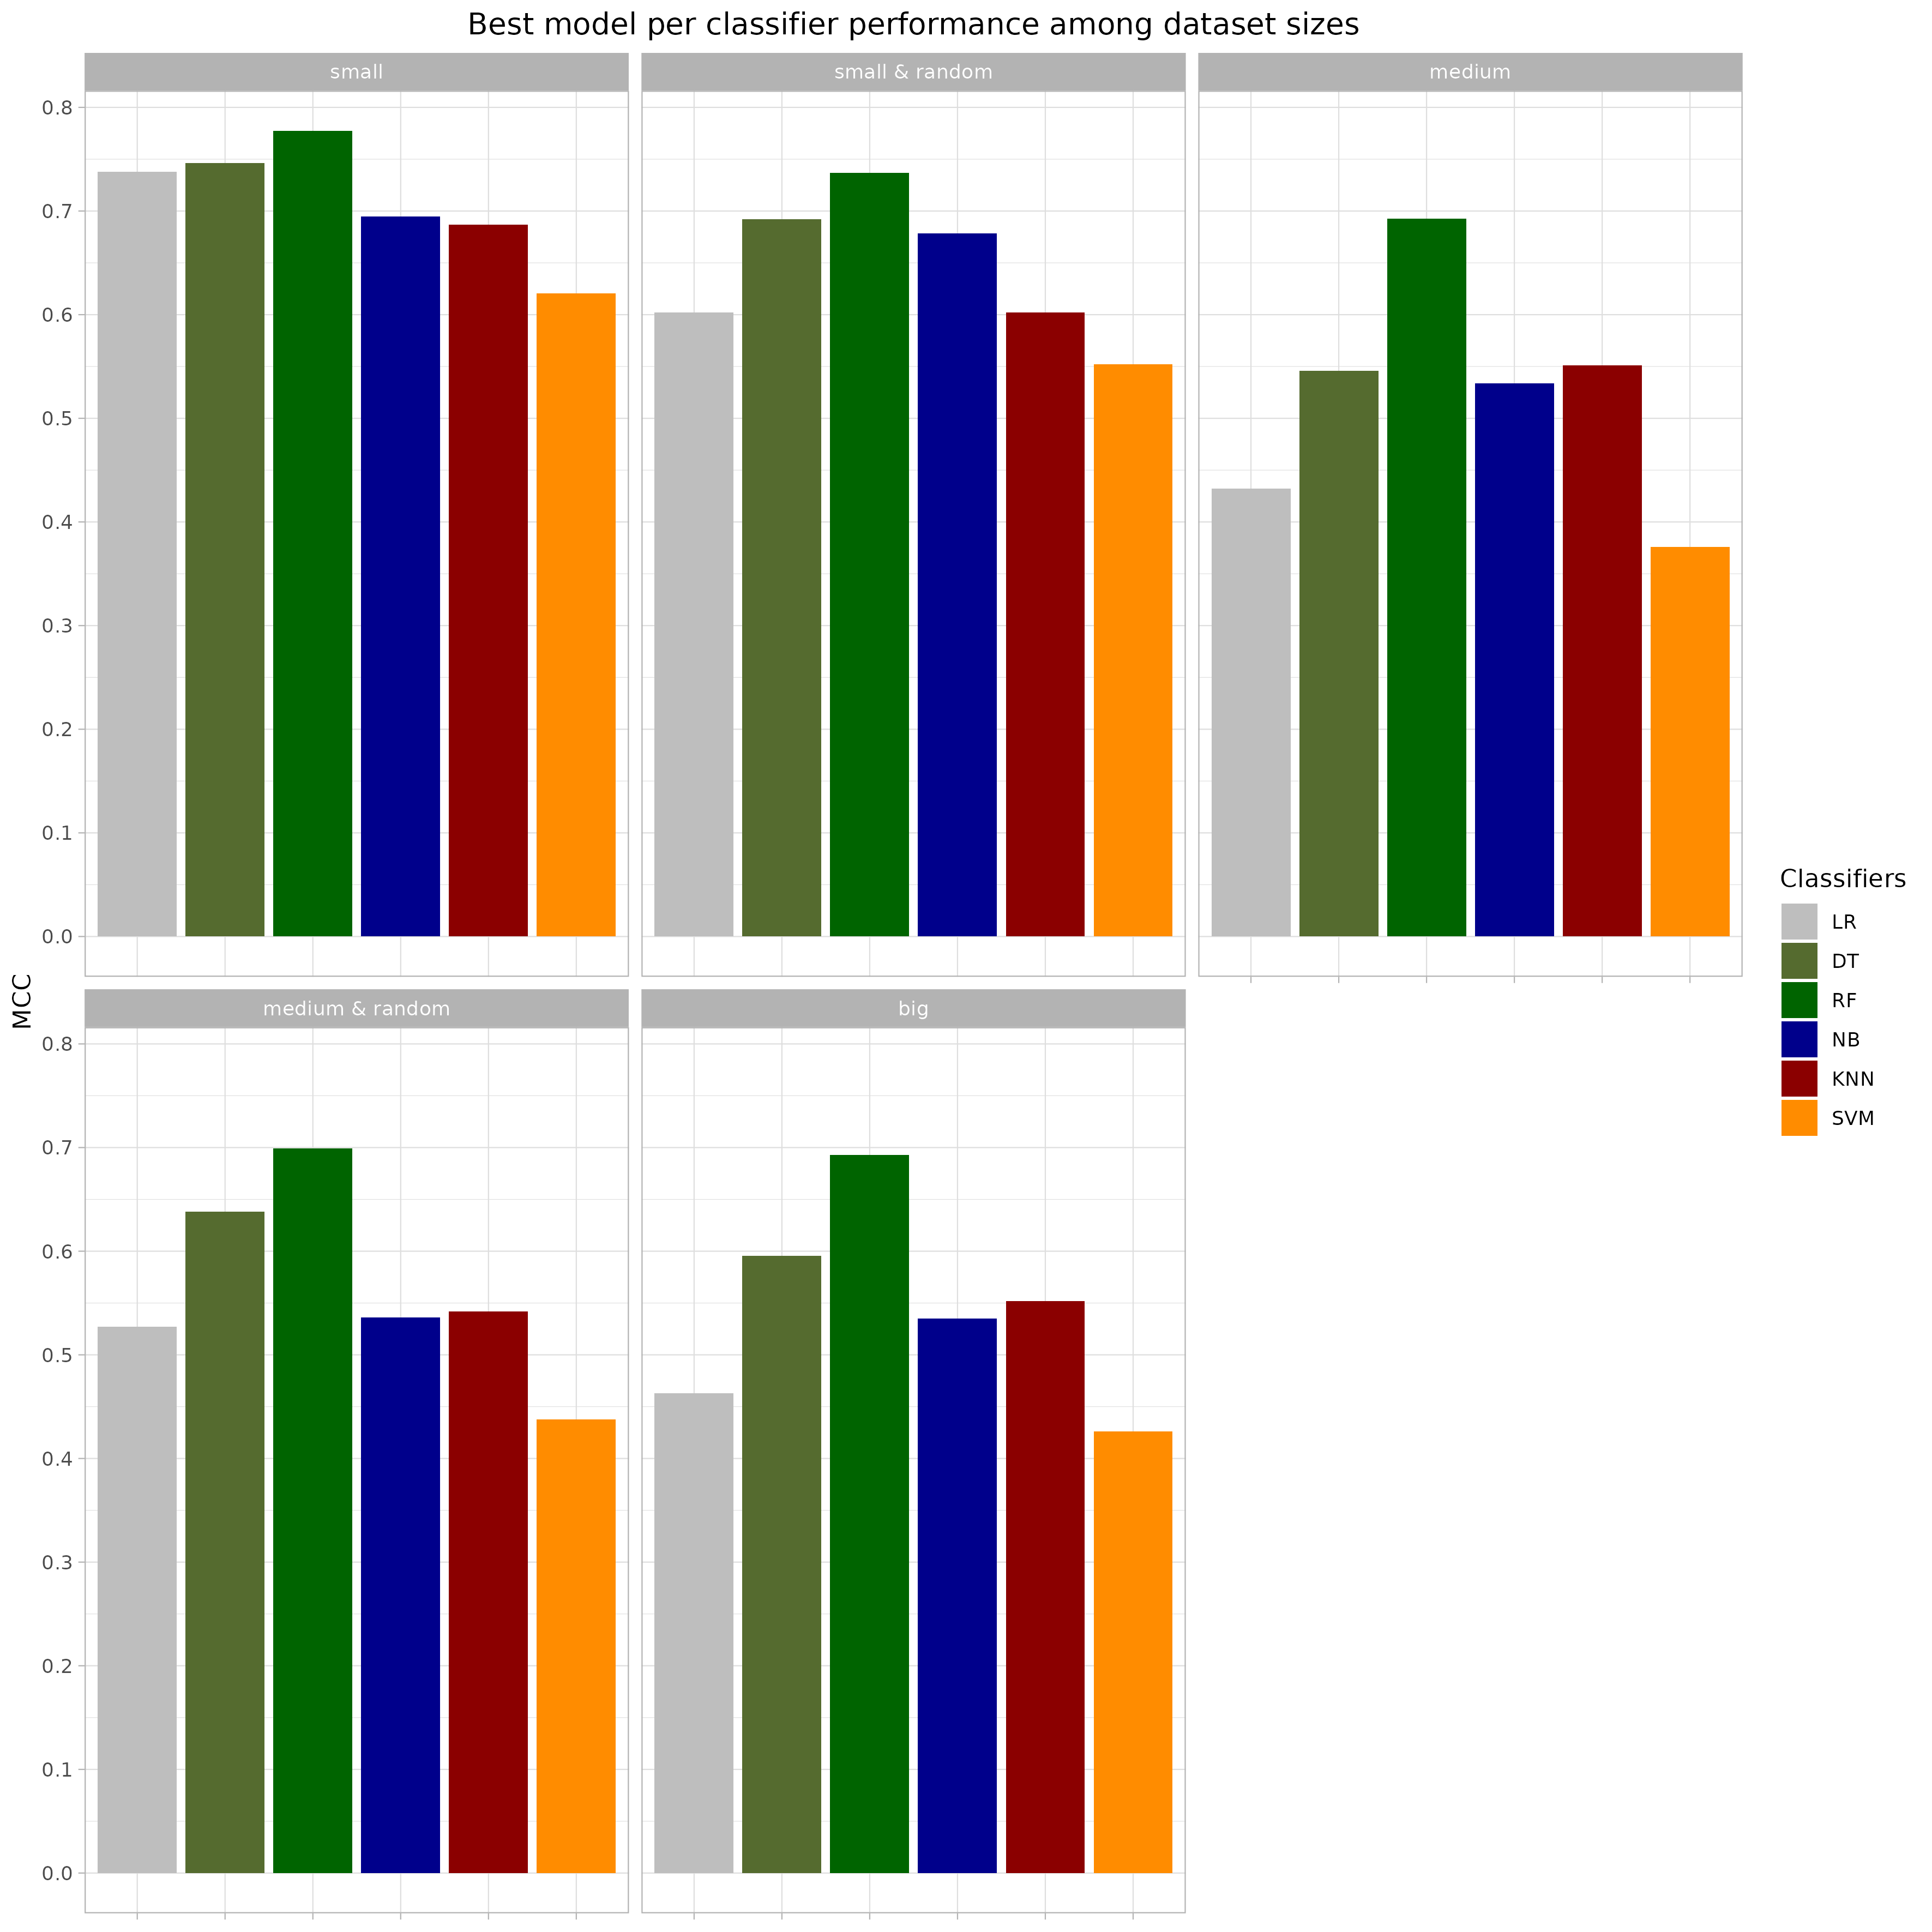 Best model per classifier performance among dataset sizes
small
small & random
medium
0.8
0.7
0.6
0.5
0.4
0.3
0.2
0.1
0.0
MCC
medium & random
big
0.8
0.7
0.6
0.5
0.4
0.3
0.2
0.1
0.0
Classifiers
LR
DT
RF
NB
KNN
SVM